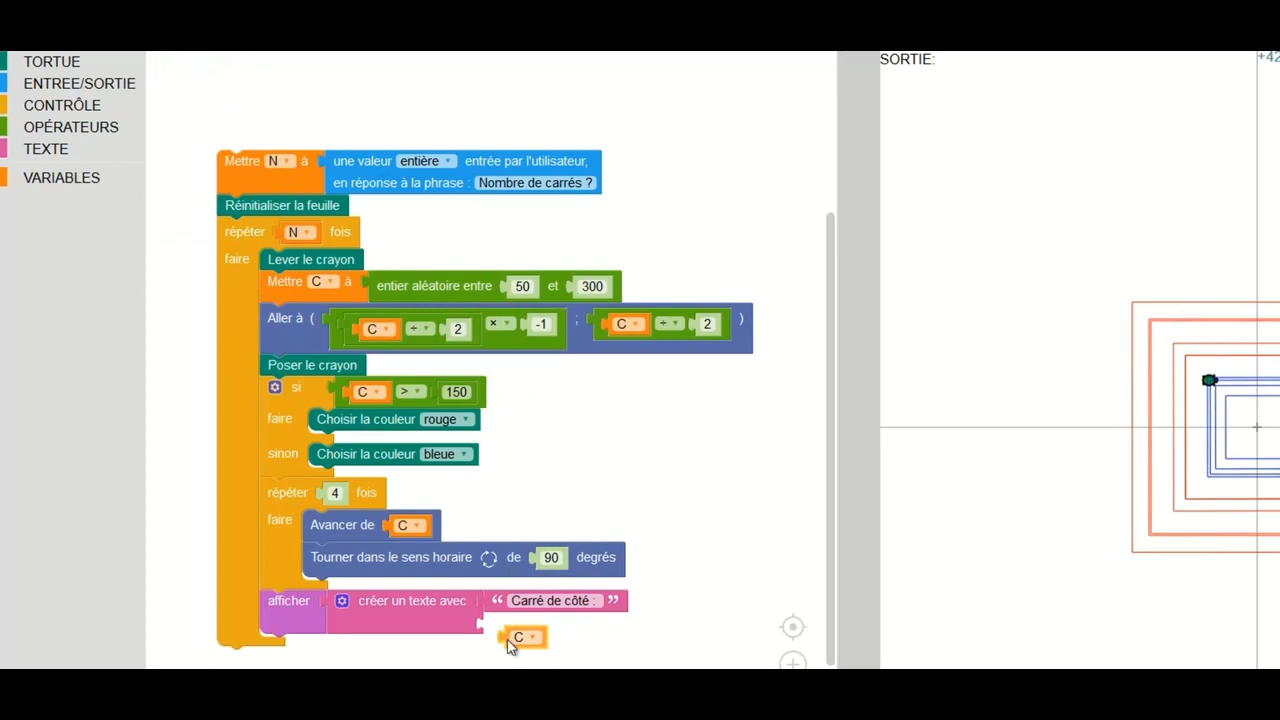 TORTUE
ENTREE/SORTIE
CONTRÔLE
OPÉRATEURS
TEXTE
VARIABLES
Mettre N à une valeur entière entrée par l'utilisateur,
en réponse à la phrase : Nombre de carrés ?
Réinitialiser la feuille
répéter N fois
faire Lever le crayon
Mettre C à entier aléatoire entre 50 et 300
Aller à ( C ÷ 2 × -1 ; C ÷ 2 )
Poser le crayon
si C > 150
faire Choisir la couleur rouge
sinon Choisir la couleur bleue
répéter 4 fois
faire Avancer de C
Tourner dans le sens horaire de 90 degrés
afficher créer un texte avec “ Carré de côté : ”
C
SORTIE:
+42